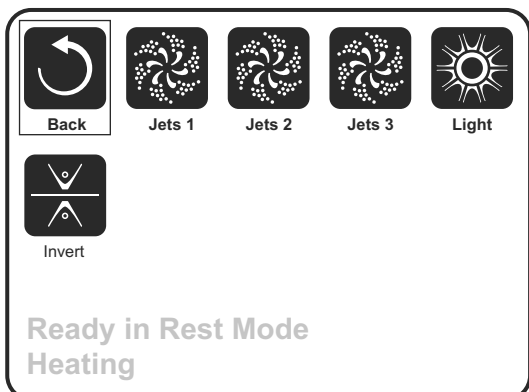 Back
Jets 1
Jets 2
Jets 3
Light
Invert
Ready in Rest Mode
Heating